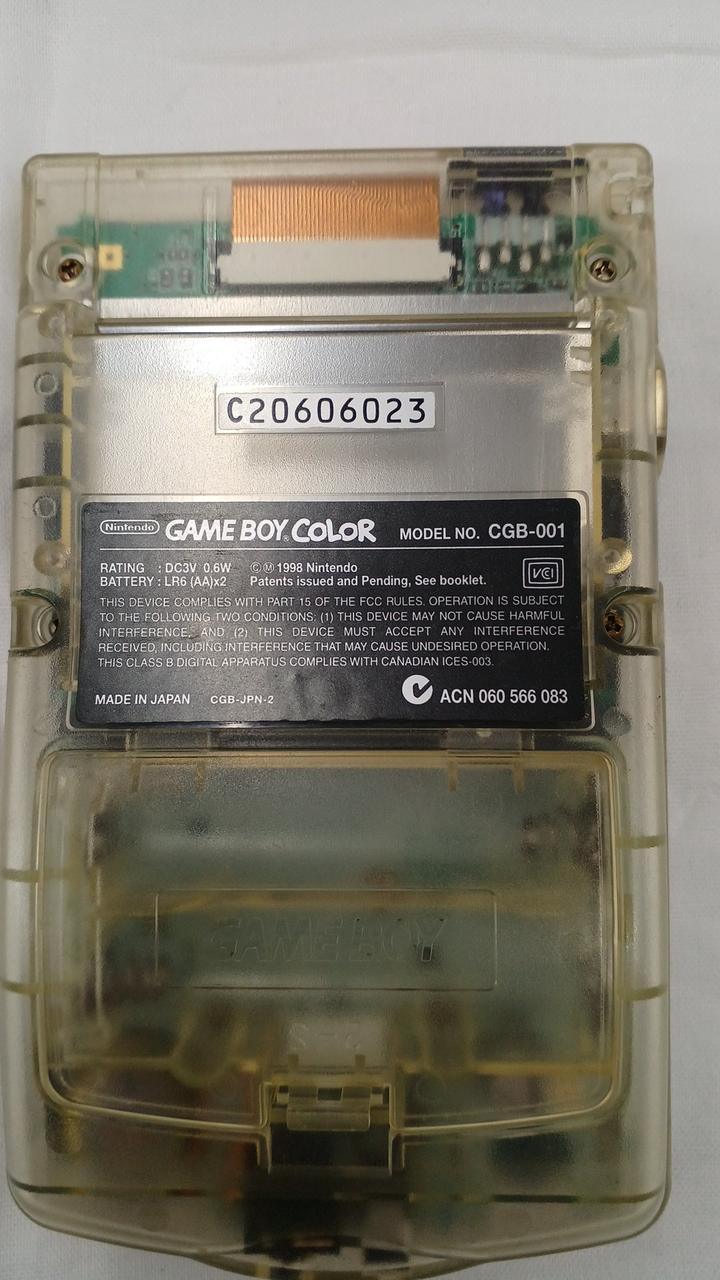 C20606023
Nintendo GAME BOY COLOR MODEL NO. CGB-001
RATING : DC3V 0.6W ©Ⓜ1998 Nintendo
BATTERY : LR6 (AA)x2 Patents issued and Pending, See booklet.
VCI
THIS DEVICE COMPLIES WITH PART 15 OF THE FCC RULES. OPERATION IS SUBJECT
TO THE FOLLOWING TWO CONDITIONS: (1) THIS DEVICE MAY NOT CAUSE HARMFUL
INTERFERENCE, AND (2) THIS DEVICE MUST ACCEPT ANY INTERFERENCE
RECEIVED, INCLUDING INTERFERENCE THAT MAY CAUSE UNDESIRED OPERATION.
THIS CLASS B DIGITAL APPARATUS COMPLIES WITH CANADIAN ICES-003.
MADE IN JAPAN CGB-JPN-2 ACN 060 566 083
GAME BOY